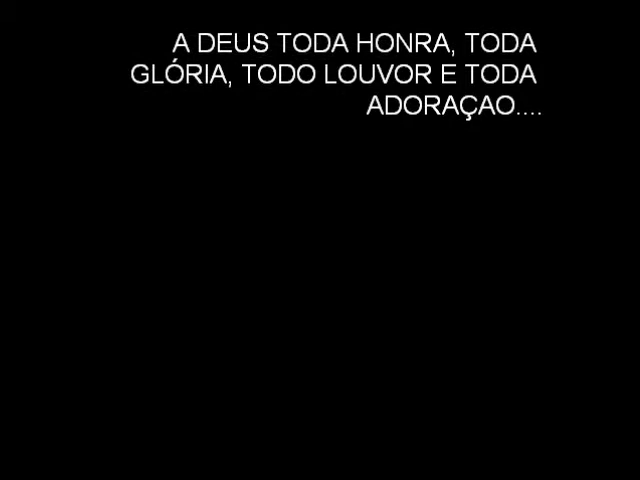 A DEUS TODA HONRA, TODA
GLÓRIA, TODO LOUVOR E TODA
ADORAÇAO....